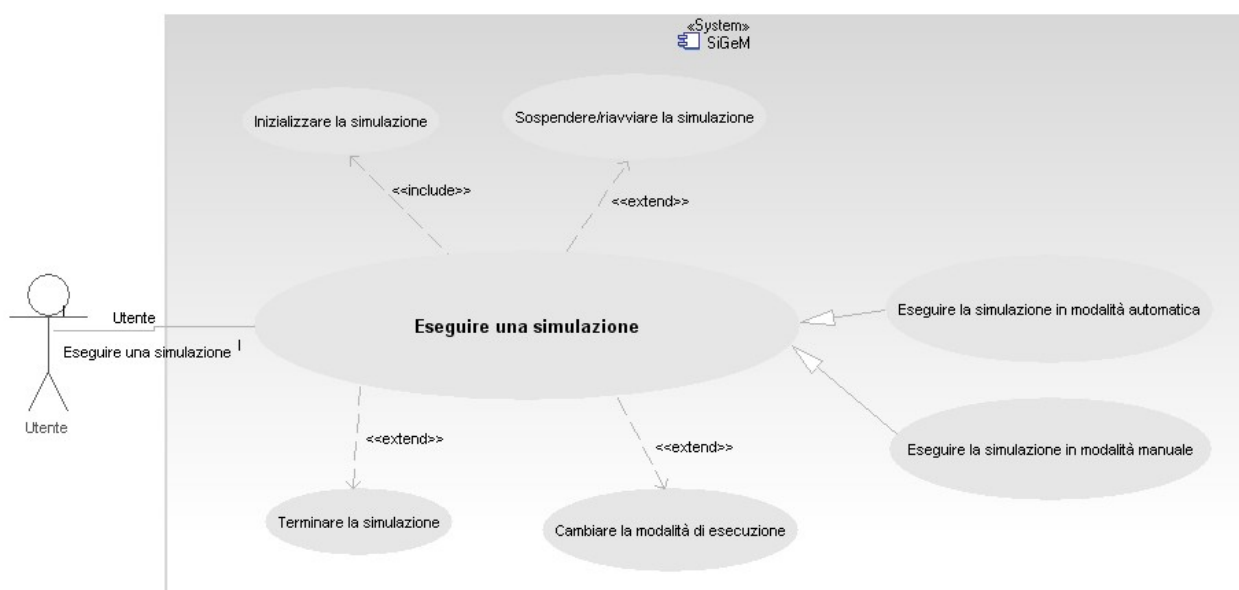 «System»
SiGeM
Inizializzare la simulazione
Sospendere/riavviare la simulazione
<<include>>
<<extend>>
Eseguire la simulazione in modalità automatica
Utente
Eseguire una simulazione
Eseguire una simulazione
Utente
Eseguire la simulazione in modalità manuale
<<extend>>
<<extend>>
Terminare la simulazione
Cambiare la modalità di esecuzione